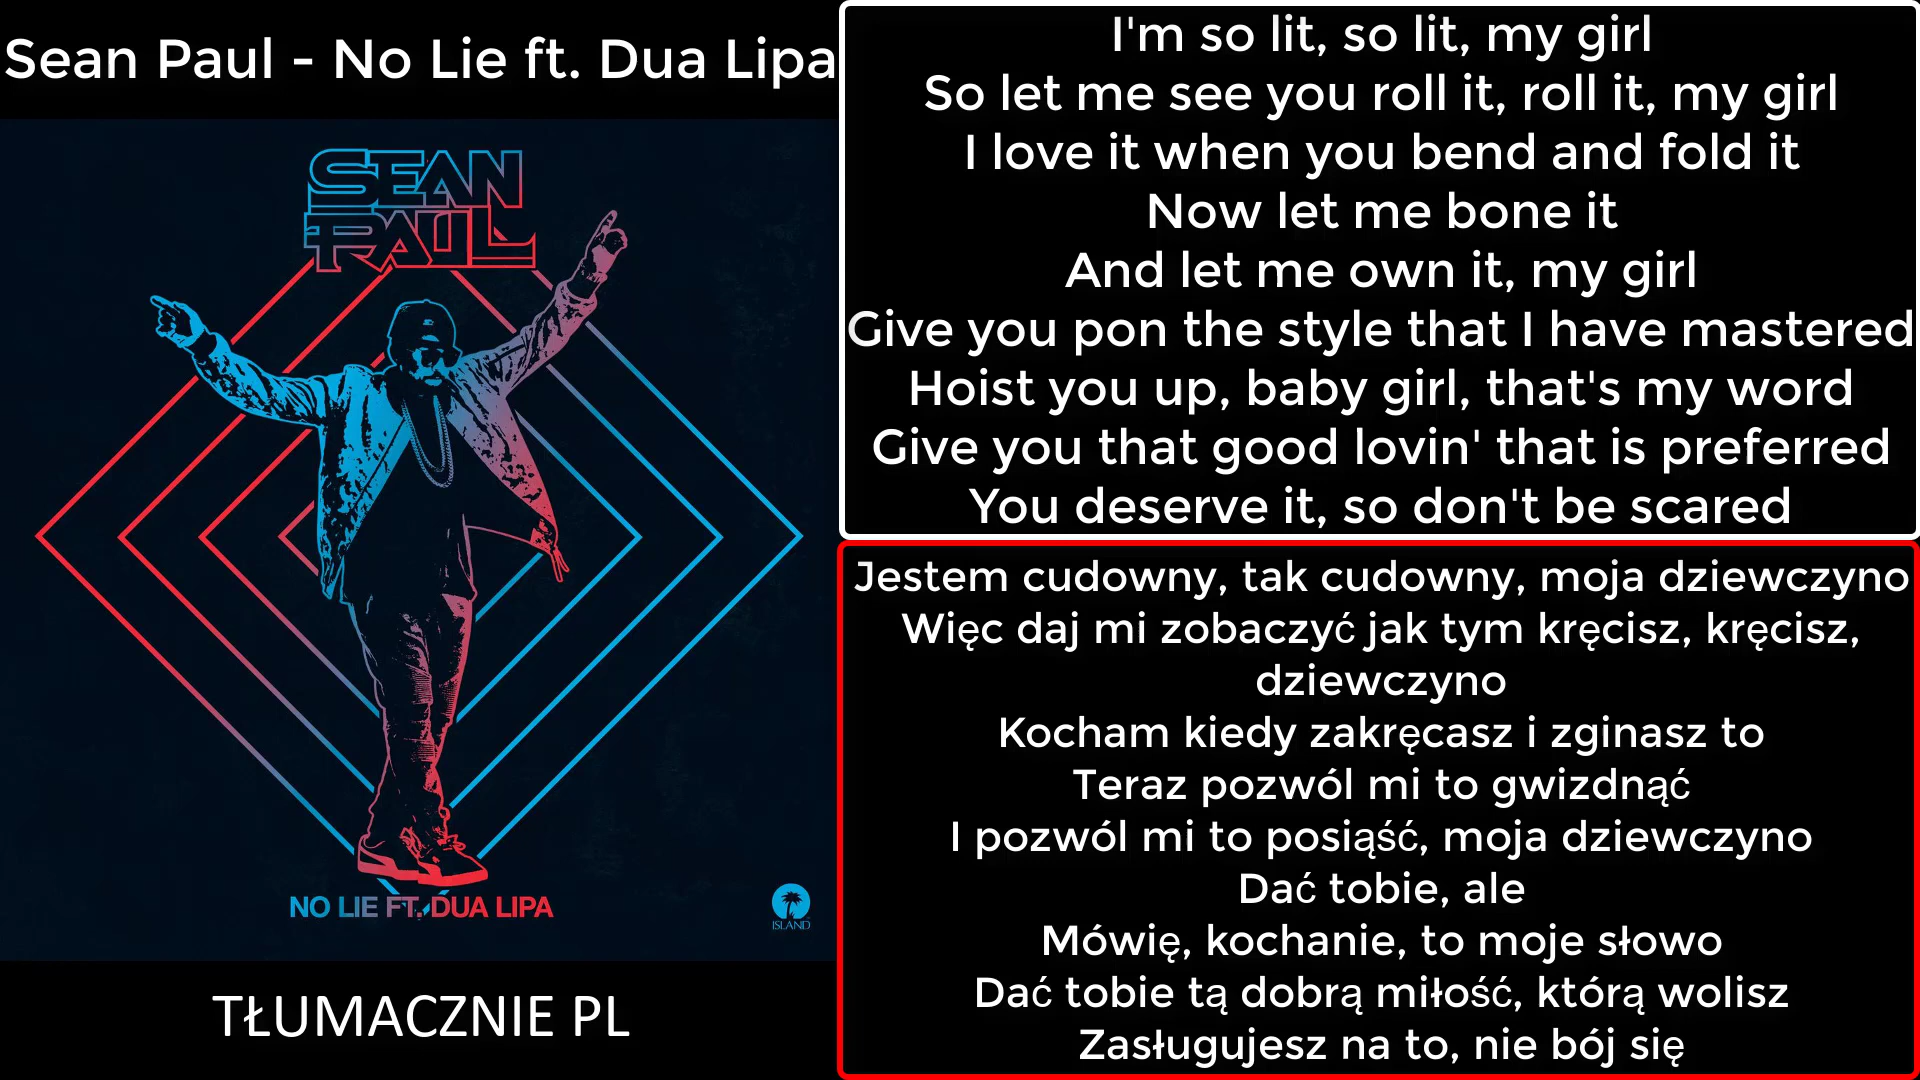 Sean Paul - No Lie ft. Dua Lipa
SEAN
PAUL
NO LIE FT. DUA LIPA
ISLAND
TŁUMACZNIE PL
I'm so lit, so lit, my girl
So let me see you roll it, roll it, my girl
I love it when you bend and fold it
Now let me bone it
And let me own it, my girl
Give you pon the style that I have mastered
Hoist you up, baby girl, that's my word
Give you that good lovin' that is preferred
You deserve it, so don't be scared
Jestem cudowny, tak cudowny, moja dziewczyno
Więc daj mi zobaczyć jak tym kręcisz, kręcisz,
dziewczyno
Kocham kiedy zakręcasz i zginasz to
Teraz pozwól mi to gwizdnąć
I pozwól mi to posiąść, moja dziewczyno
Dać tobie, ale
Mówię, kochanie, to moje słowo
Dać tobie tą dobrą miłość, którą wolisz
Zasługujesz na to, nie bój się